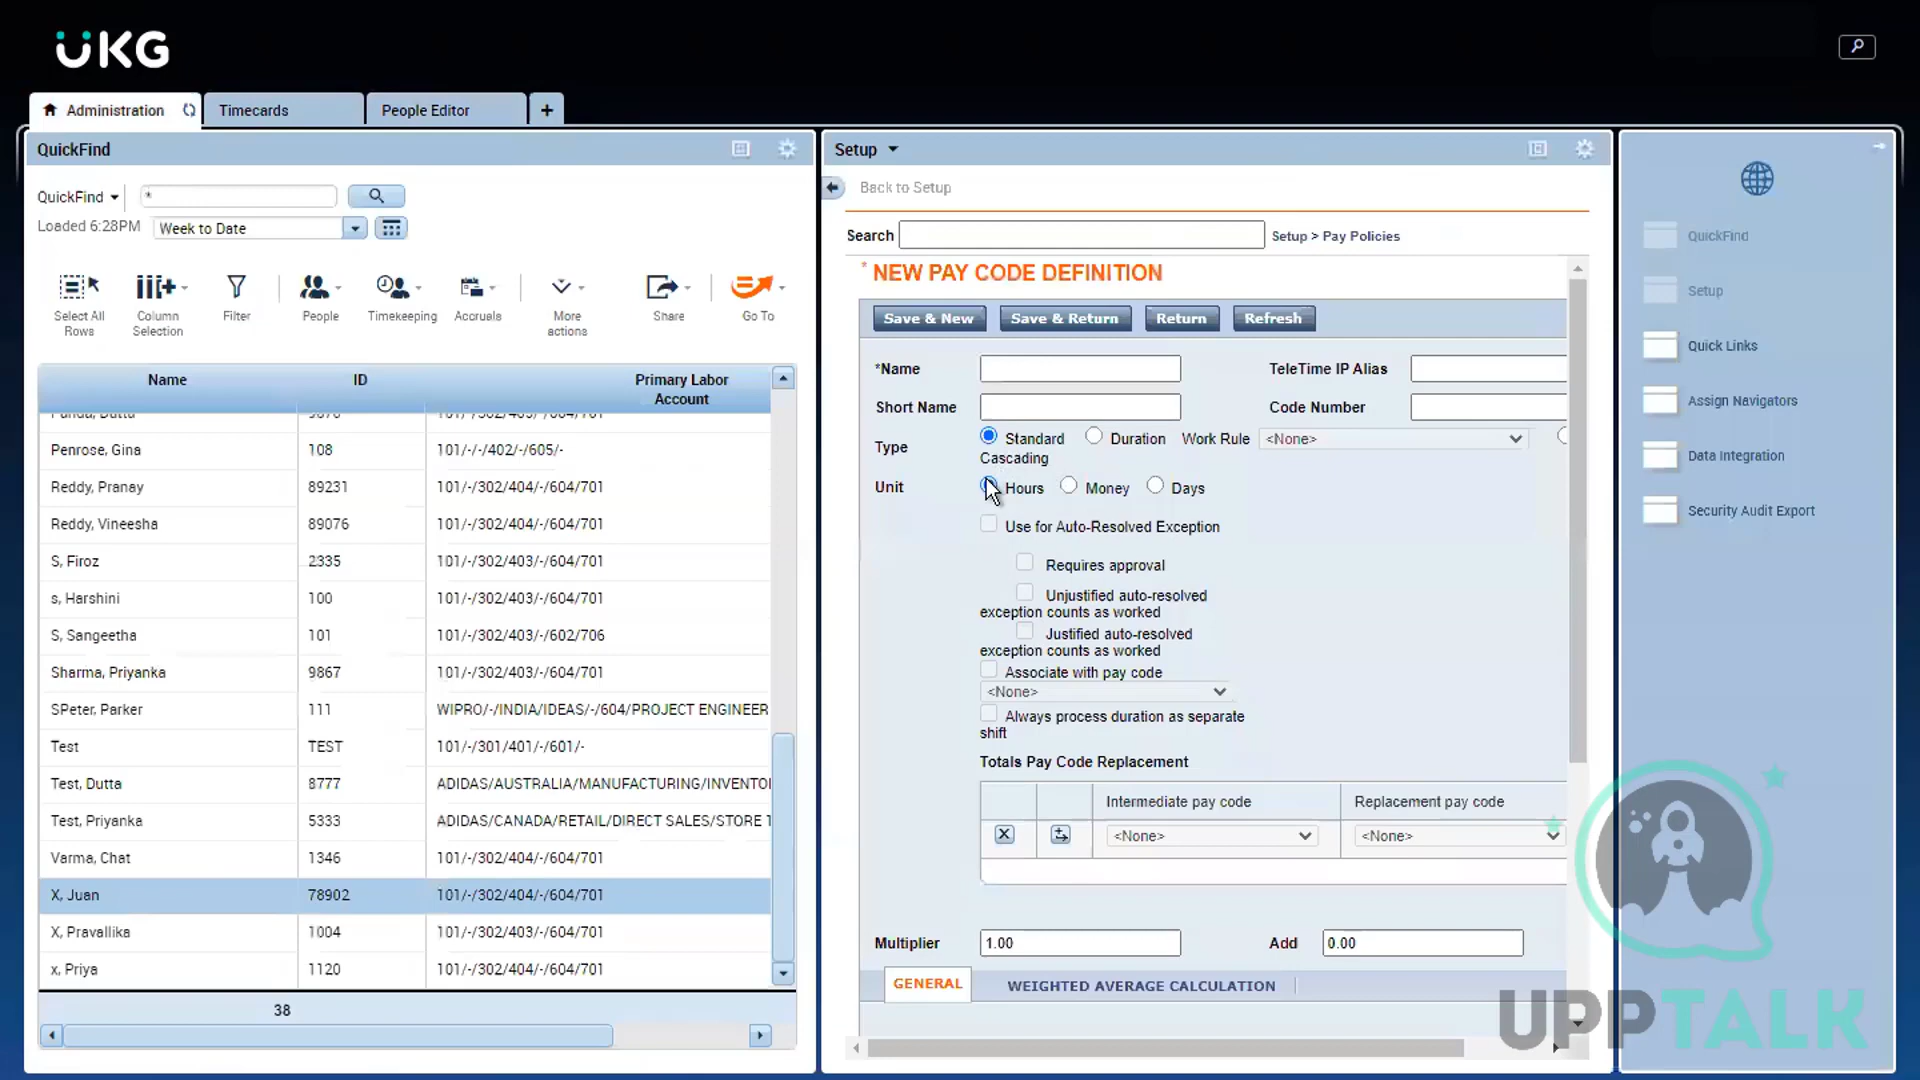 UKG
Administration
Timecards
People Editor
+
QuickFind
QuickFind
*
Loaded 6:28PM
Week to Date
Select All
Rows
Column
Selection
Filter
People
Timekeeping
Accruals
More
actions
Share
Go To
Name
ID
Primary Labor
Account
Penrose, Gina 108 101/-/-/402/-/605/-
Reddy, Pranay 89231 101/-/302/404/-/604/701
Reddy, Vineesha 89076 101/-/302/404/-/604/701
S, Firoz 2335 101/-/302/403/-/604/701
s, Harshini 100 101/-/302/403/-/604/701
S, Sangeetha 101 101/-/302/403/-/602/706
Sharma, Priyanka 9867 101/-/302/403/-/604/701
SPeter, Parker 111 WIPRO/-/INDIA/IDEAS/-/604/PROJECT ENGINEER
Test TEST 101/-/301/401/-/601/-
Test, Dutta 8777 ADIDAS/AUSTRALIA/MANUFACTURING/INVENTO
Test, Priyanka 5333 ADIDAS/CANADA/RETAIL/DIRECT SALES/STORE 1
Varma, Chat 1346 101/-/302/404/-/604/701
X, Juan 78902 101/-/302/404/-/604/701
X, Pravallika 1004 101/-/302/403/-/604/701
x, Priya 1120 101/-/302/404/-/604/701
38
Setup
Back to Setup
Search
Setup > Pay Policies
* NEW PAY CODE DEFINITION
Save & New
Save & Return
Return
Refresh
*Name
TeleTime IP Alias
Short Name
Code Number
Type
Standard
Duration
Work Rule
<None>
Cascading
Unit
Hours
Money
Days
Use for Auto-Resolved Exception
Requires approval
Unjustified auto-resolved
exception counts as worked
Justified auto-resolved
exception counts as worked
Associate with pay code
<None>
Always process duration as separate
shift
Totals Pay Code Replacement
Intermediate pay code
Replacement pay code
<None>
<None>
Multiplier
1.00
Add
0.00
GENERAL
WEIGHTED AVERAGE CALCULATION
QuickFind
Setup
Quick Links
Assign Navigators
Data Integration
Security Audit Export
UPPTALK